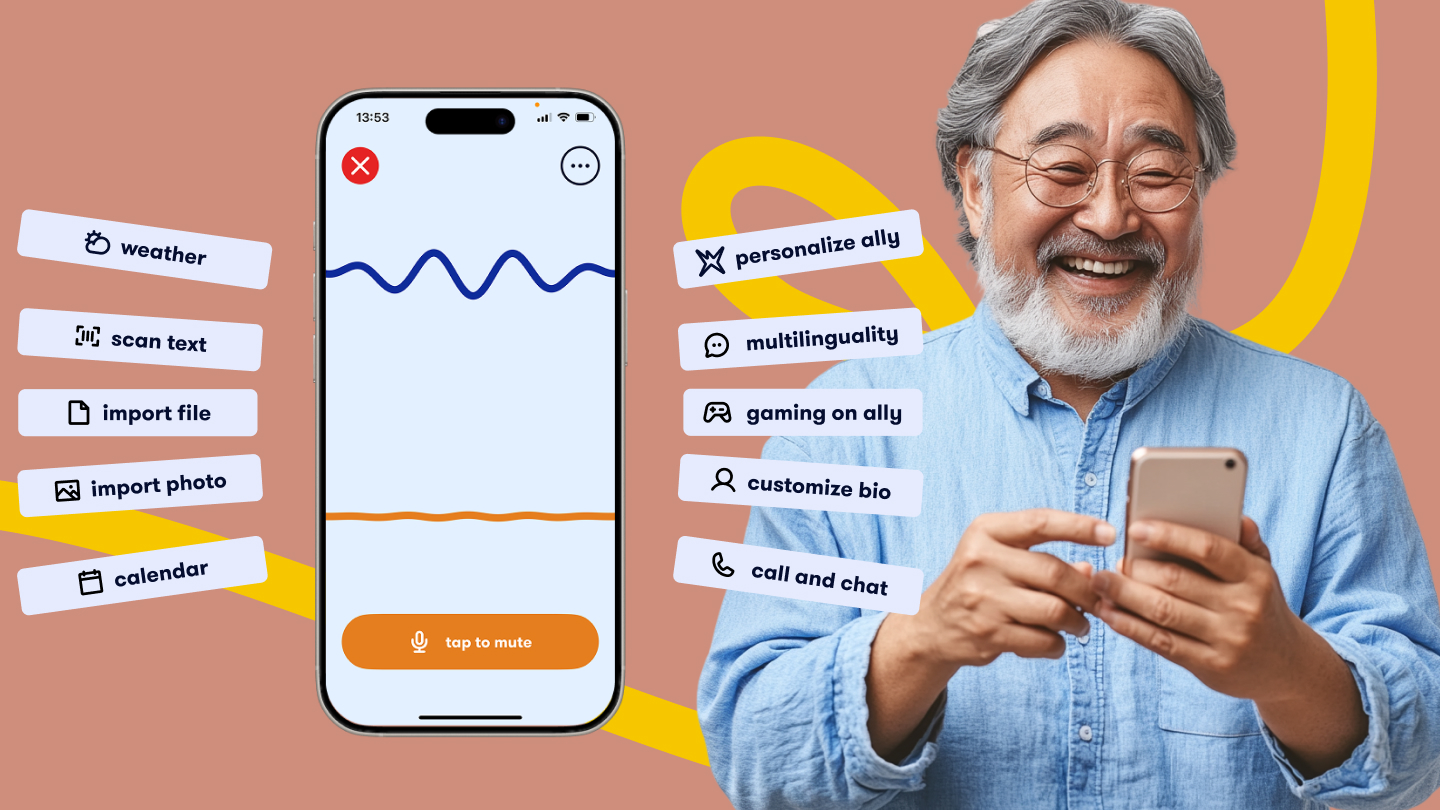 13:53
weather
scan text
import file
import photo
calendar
tap to mute
personalize ally
multilinguality
gaming on ally
customize bio
call and chat